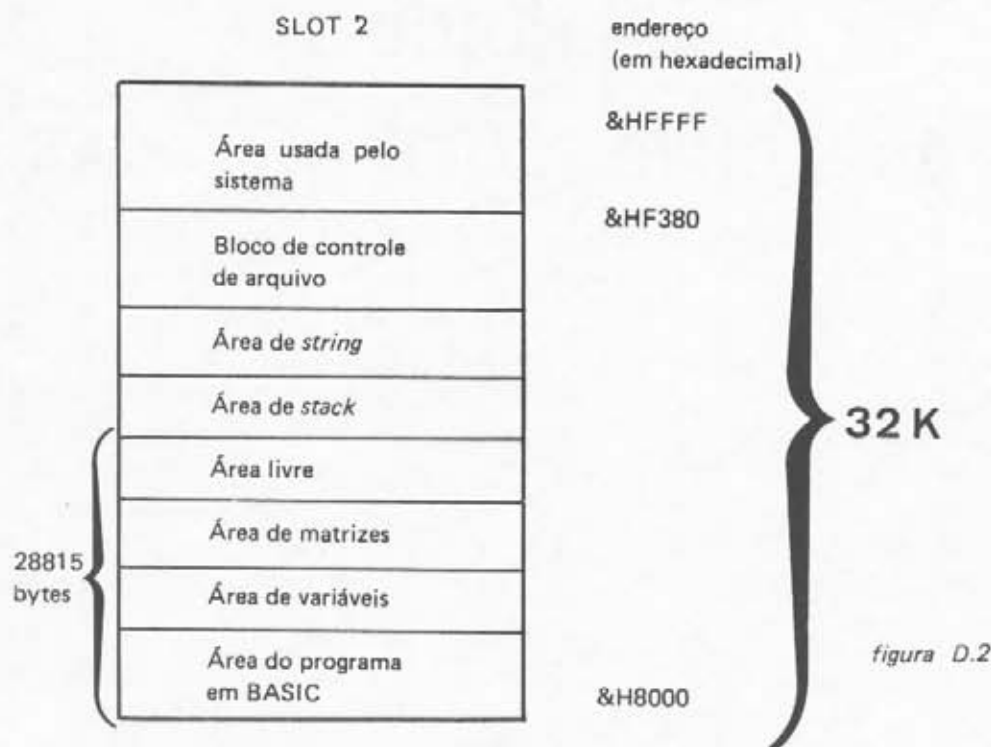 SLOT 2
endereço
(em hexadecimal)
&HFFFF
Área usada pelo
sistema
&HF380
Bloco de controle
de arquivo
Área de string
Área de stack
32 K
Área livre
Área de matrizes
28815
bytes
Área de variáveis
Área do programa
em BASIC
figura D.2
&H8000